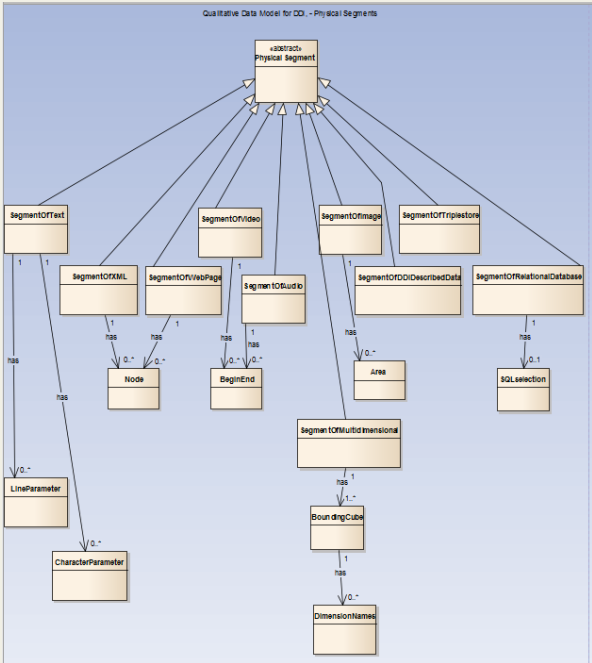 Qualitative Data Model for DDI, - Physical Segments
«abstract»
Physical Segment
SegmentOfText
SegmentOfVideo
SegmentOfImage
SegmentOfTriplestore
1
1
1
1
SegmentOfXML
SegmentOfWebPage
SegmentOfAudio
SegmentOfDDIDescribedData
SegmentOfRelationalDatabase
1
1
1
1
has
has
has
has
has
has
has
0..*
0..*
0..*
0..*
0..*
0..1
Node
BeginEnd
Area
SQLselection
has
SegmentOfMultidimensional
0..*
1
has
LineParameter
1..*
BoundingCube
0..*
1
CharacterParameter
has
0..*
DimensionNames